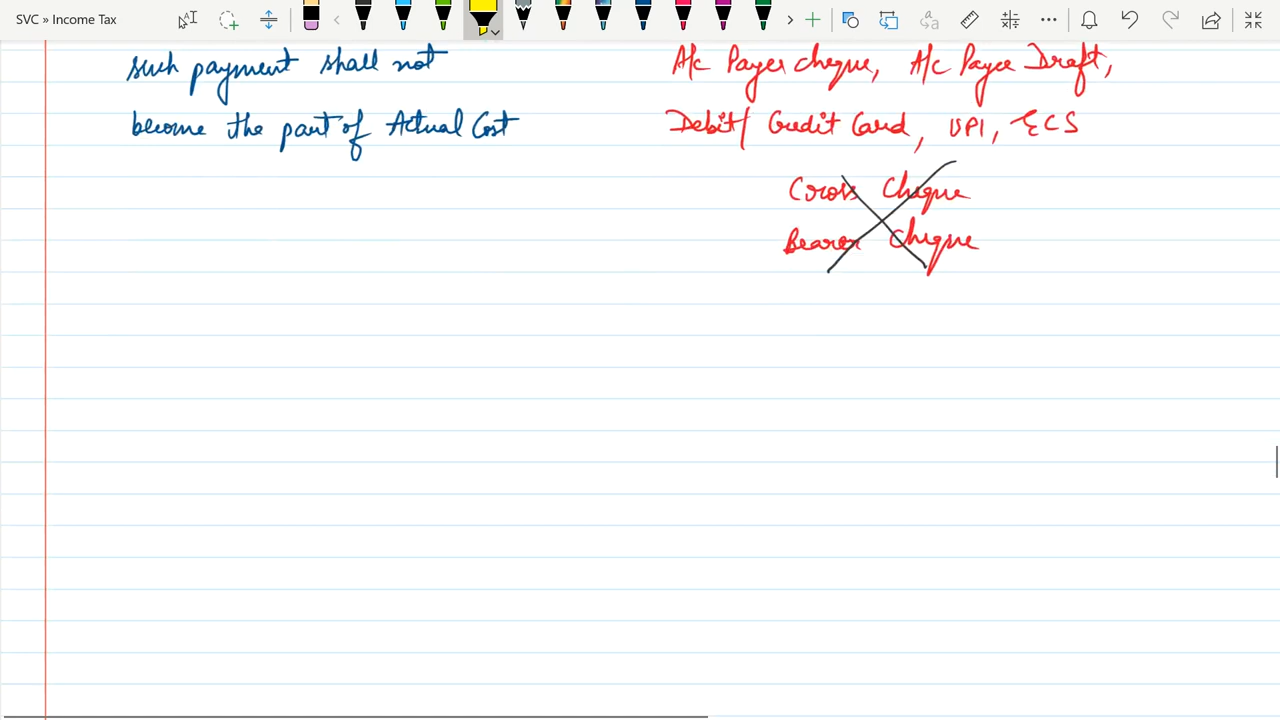 SVC » Income Tax
such payment shall not
become the part of Actual Cost
A/c Payee cheque, A/c Payee Draft,
Debit/ Credit Card, UPI, ECS
Cross Cheque
Bearer Cheque